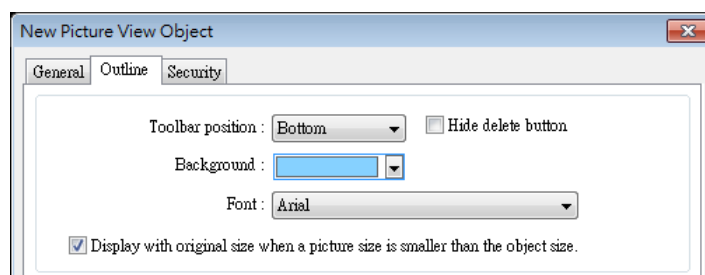 New Picture View Object
General Outline Security
Toolbar position : Bottom Hide delete button
Background :
Font : Arial
Display with original size when a picture size is smaller than the object size.